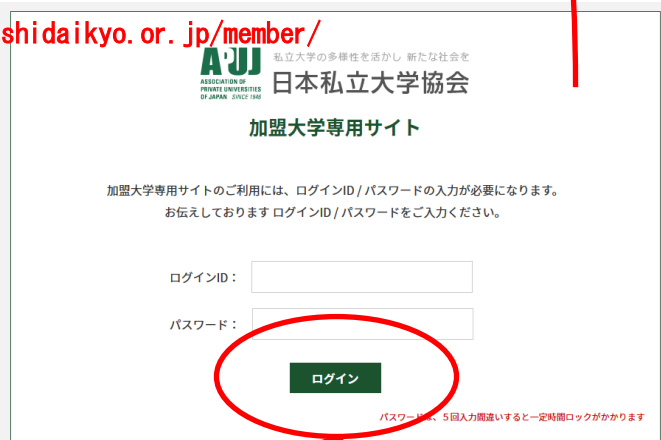 shidaikyo.or.jp/member/
APUJ
ASSOCIATION OF
PRIVATE UNIVERSITIES
OF JAPAN SINCE 1946
私立大学の多様性を活かし 新たな社会を
日本私立大学協会
加盟大学専用サイト
加盟大学専用サイトのご利用には、ログインID / パスワードの入力が必要になります。
お伝えしております ログインID / パスワードをご入力ください。
ログインID：
パスワード：
ログイン
パスワードは、5回入力間違いすると一定時間ロックがかかります